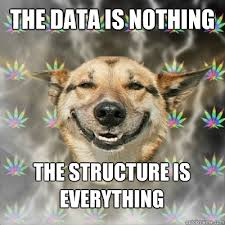 THE DATA IS NOTHING
THE STRUCTURE IS
EVERYTHING